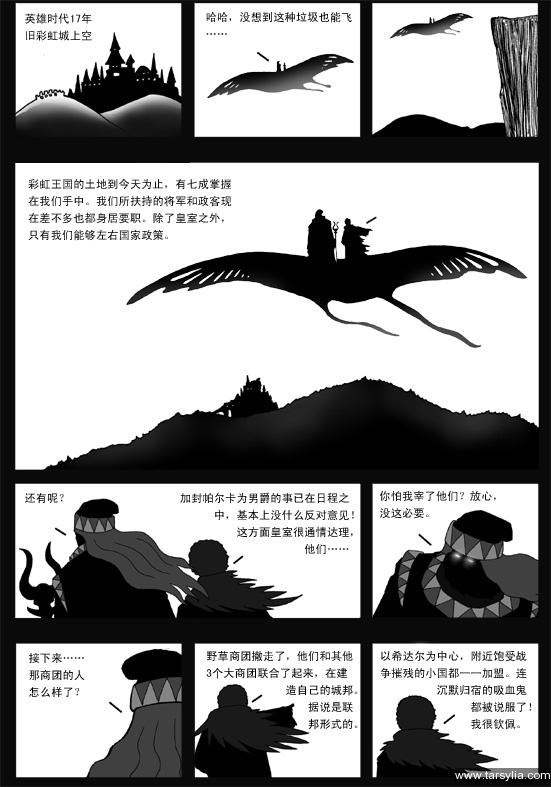 英雄时代17年
旧彩虹城上空
哈哈，没想到这种垃圾也能飞
……
彩虹王国的土地到今天为止，有七成掌握
在我们手中。我们所扶持的将军和政客现
在差不多也都身居要职。除了皇室之外，
只有我们能够左右国家政策。
还有呢？
加封帕尔卡为男爵的事已在日程之
中，基本上没什么反对意见！
这方面皇室很通情达理，
他们……
你怕我宰了他们？放心，
没这必要。
接下来……
那商团的人
怎么样了？
野草商团撤走了，他们和其他
3个大商团联合了起来，在建
造自己的城邦。
据说是联
邦形式的。
以希达尔为中心，附近饱受战
争摧残的小国都一一加盟。连
沉默归宿的吸血鬼
都被说服了！
我很钦佩。
www.tarsylia.com